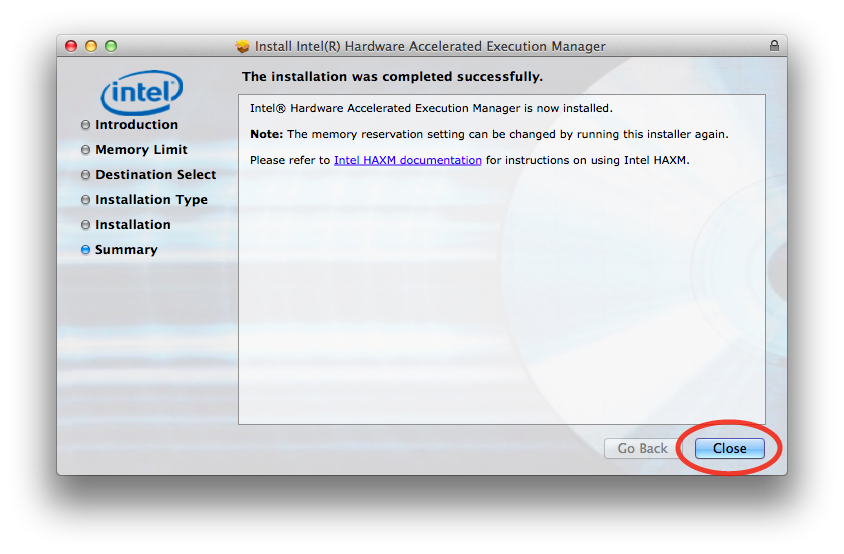 Install Intel(R) Hardware Accelerated Execution Manager
intel
The installation was completed successfully.
Introduction
Memory Limit
Destination Select
Installation Type
Installation
Summary
Intel® Hardware Accelerated Execution Manager is now installed.
Note: The memory reservation setting can be changed by running this installer again.
Please refer to Intel HAXM documentation for instructions on using Intel HAXM.
Go Back
Close